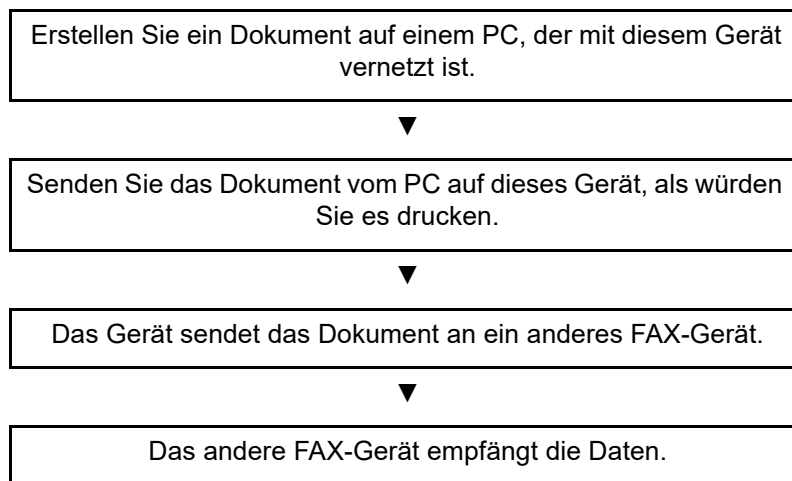 Erstellen Sie ein Dokument auf einem PC, der mit diesem Gerät
vernetzt ist.
▼
Senden Sie das Dokument vom PC auf dieses Gerät, als würden
Sie es drucken.
▼
Das Gerät sendet das Dokument an ein anderes FAX-Gerät.
▼
Das andere FAX-Gerät empfängt die Daten.